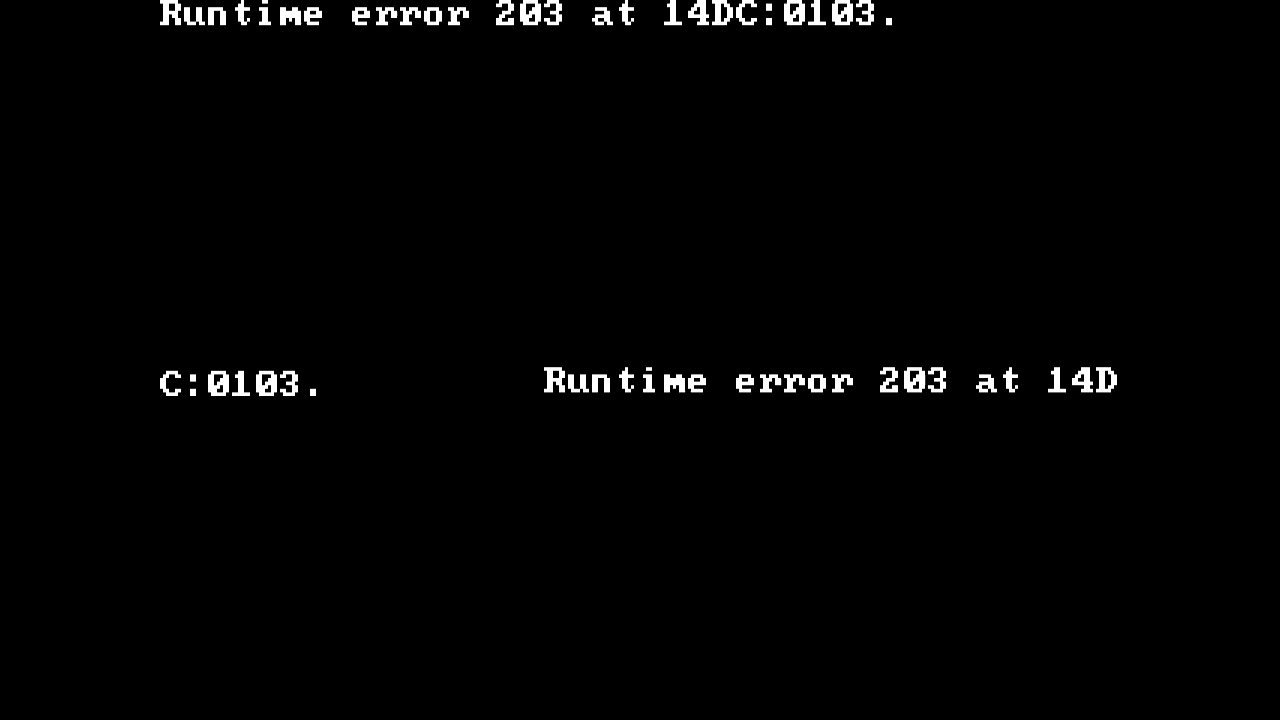 Runtime error 203 at 14DC:0103.
Runtime error 203 at 14D
C:0103.